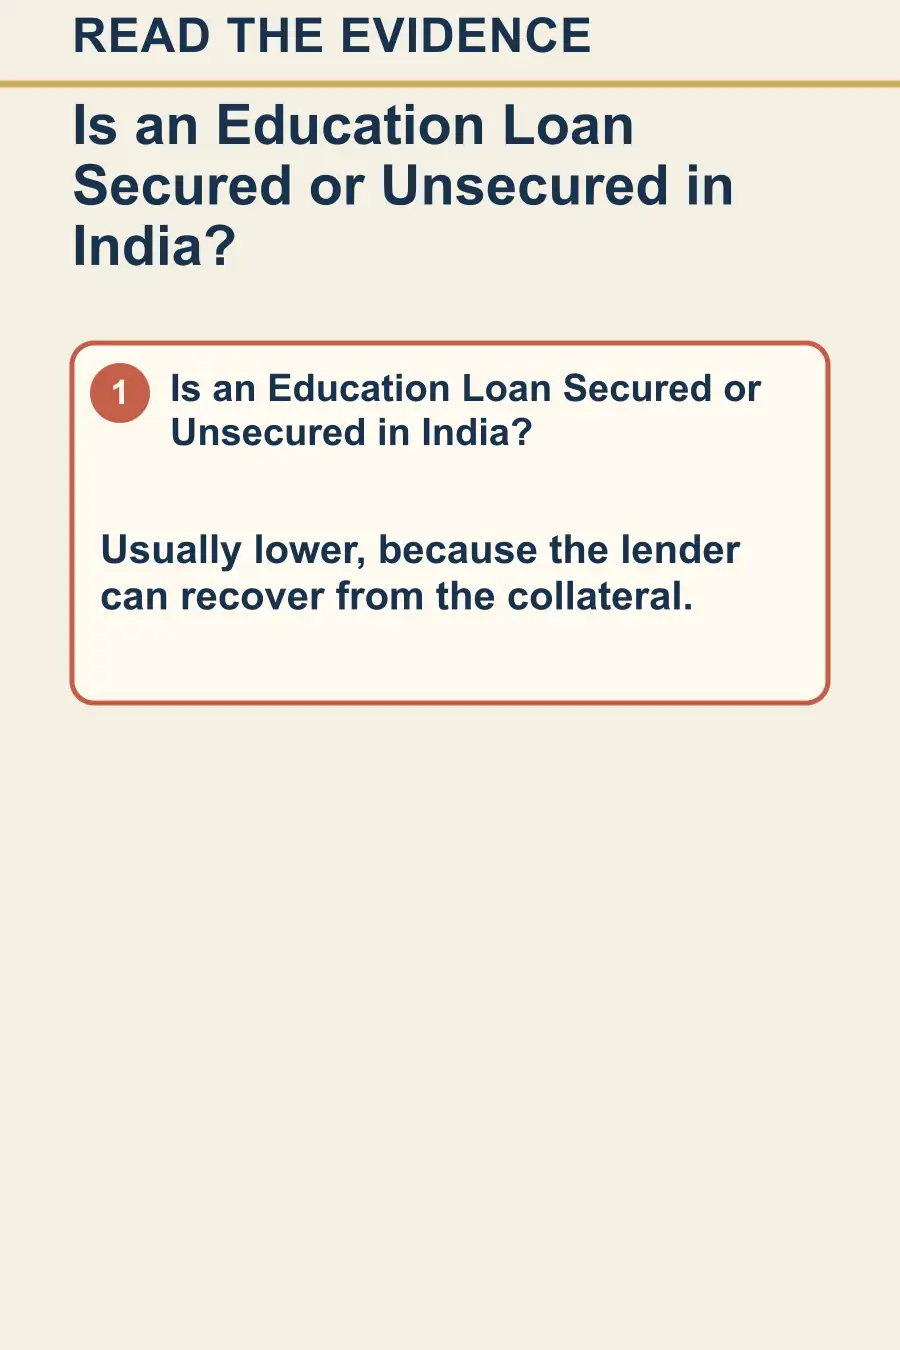 READ THE EVIDENCE
Is an Education Loan
Secured or Unsecured in
India?
1
Is an Education Loan Secured or
Unsecured in India?
Usually lower, because the lender
can recover from the collateral.